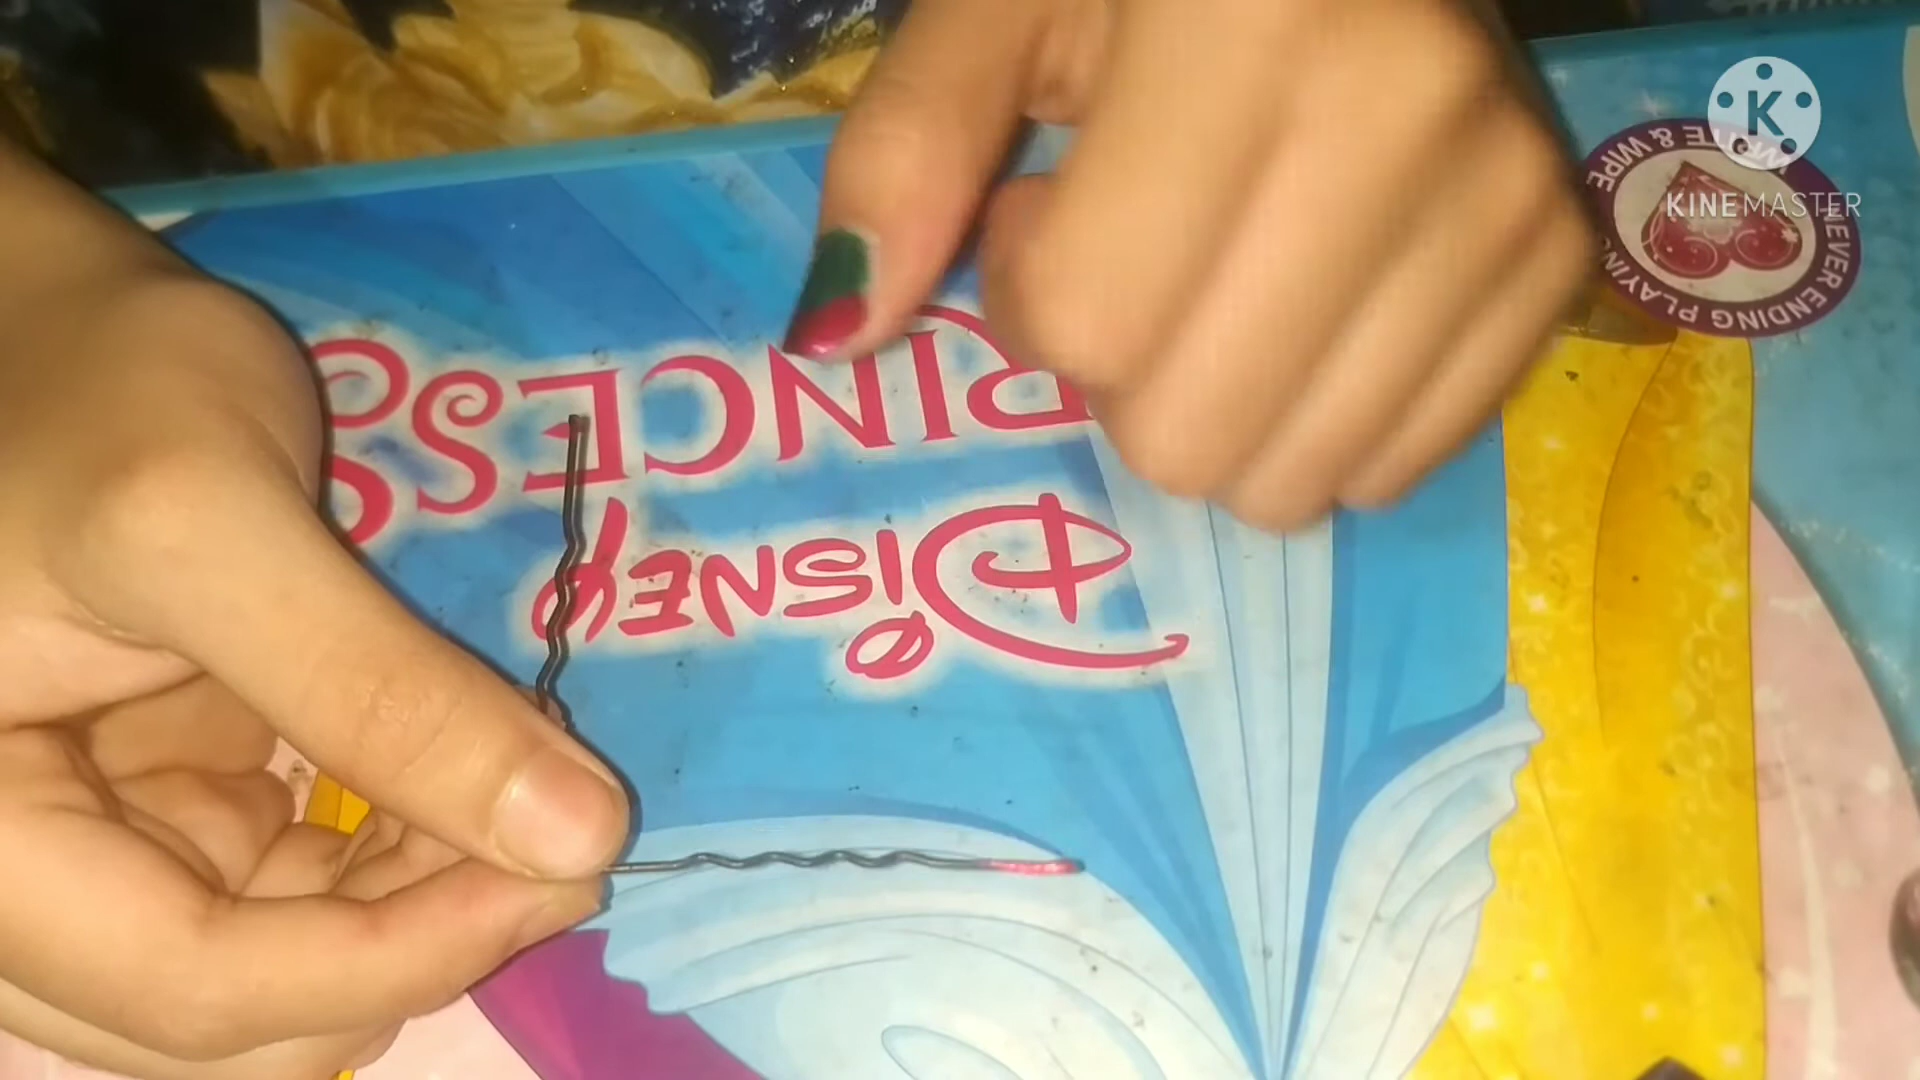 K
KINEMASTER
WRITE & WIPE
NEVER ENDING PLAYING
Disney
PRINCESS